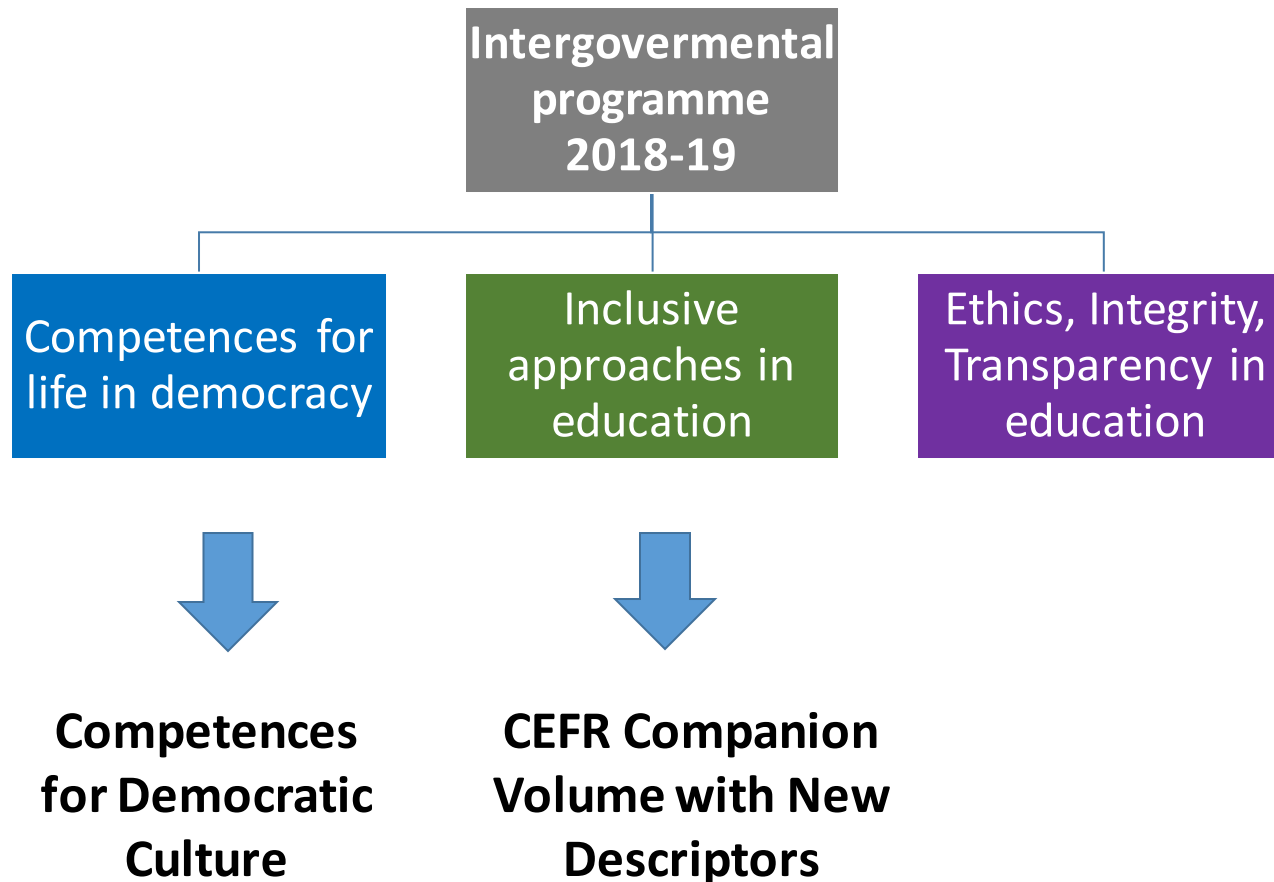 Intergovermental
programme
2018-19
Competences for
life in democracy
Inclusive
approaches in
education
Ethics, Integrity,
Transparency in
education
Competences
for Democratic
Culture
CEFR Companion
Volume with New
Descriptors